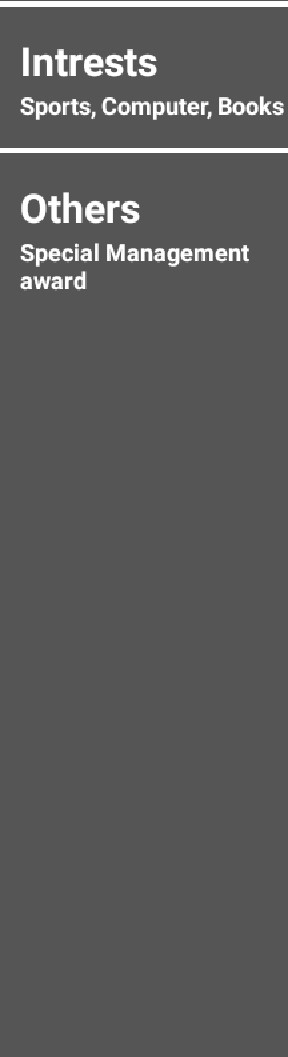 Intrests
Sports, Computer, Books
Others
Special Management
award